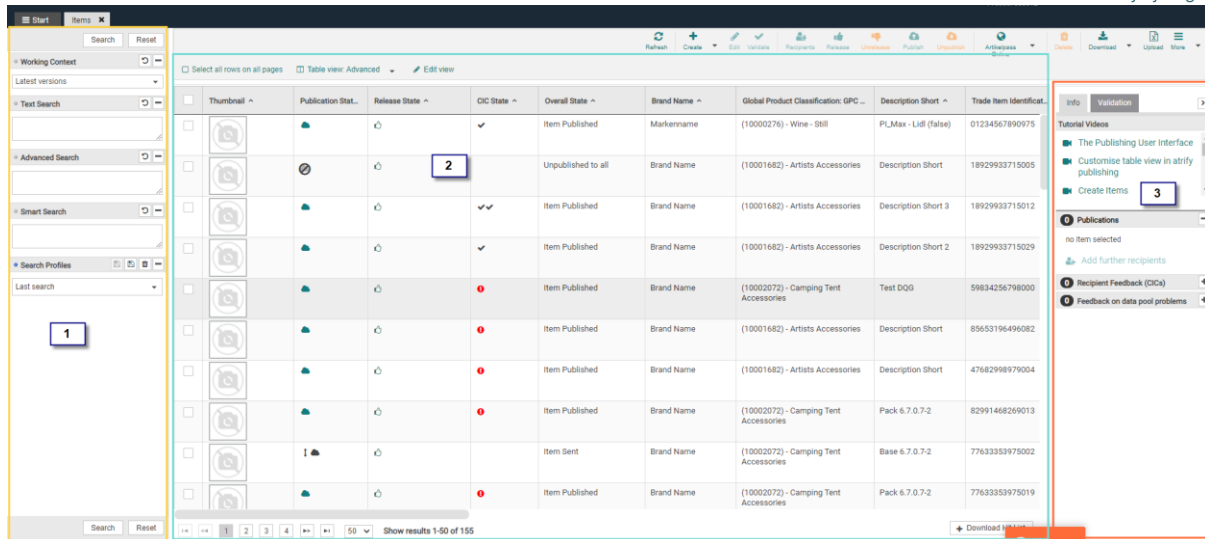 Start
Items
Search Reset
Working Context
Latest versions
Text Search
Advanced Search
Smart Search
Search Profiles
Last search
1
Search Reset
Refresh Create Edit Validate Recipients Release Unrelease Publish Unpublish Artikelpass Online Delete Download Upload More
Select all rows on all pages Table view: Advanced Edit view
Thumbnail Publication Stat... Release State CIC State Overall State Brand Name Global Product Classification: GPC ... Description Short Trade Item Identificat...
Item Published Markenname (10000276) - Wine - Still PI_Max - Lidl (false) 01234567890975
Unpublished to all Brand Name (10001682) - Artists Accessories Description Short 18929933715005
2
Item Published Brand Name (10001682) - Artists Accessories Description Short 3 18929933715012
Item Published Brand Name (10001682) - Artists Accessories Description Short 2 18929933715029
Item Published Brand Name (10002072) - Camping Tent Accessories Test DQG 59834256798000
Item Published Brand Name (10001682) - Artists Accessories Description Short 85653196496082
Item Published Brand Name (10001682) - Artists Accessories Description Short 47682998979004
Item Published Brand Name (10002072) - Camping Tent Accessories Pack 6.7.0.7-2 82991468269013
Item Sent Brand Name (10002072) - Camping Tent Accessories Base 6.7.0.7-2 77633353975002
Item Published Brand Name (10002072) - Camping Tent Accessories Pack 6.7.0.7-2 77633353975019
1 2 3 4 50 Show results 1-50 of 155
Info Validation
Tutorial Videos
The Publishing User Interface
Customise table view in atrify
publishing
Create Items
3
0 Publications
no item selected
Add further recipients
0 Recipient Feedback (CICs)
0 Feedback on data pool problems
+ Download Hit List